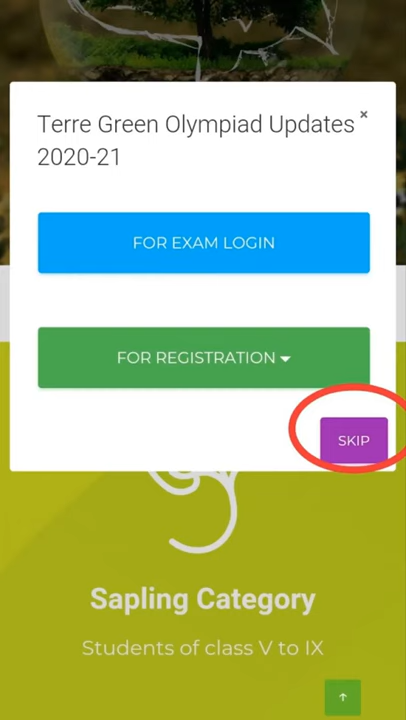 Terre Green Olympiad Updates ×
2020-21
FOR EXAM LOGIN
FOR REGISTRATION
SKIP
Sapling Category
Students of class V to IX